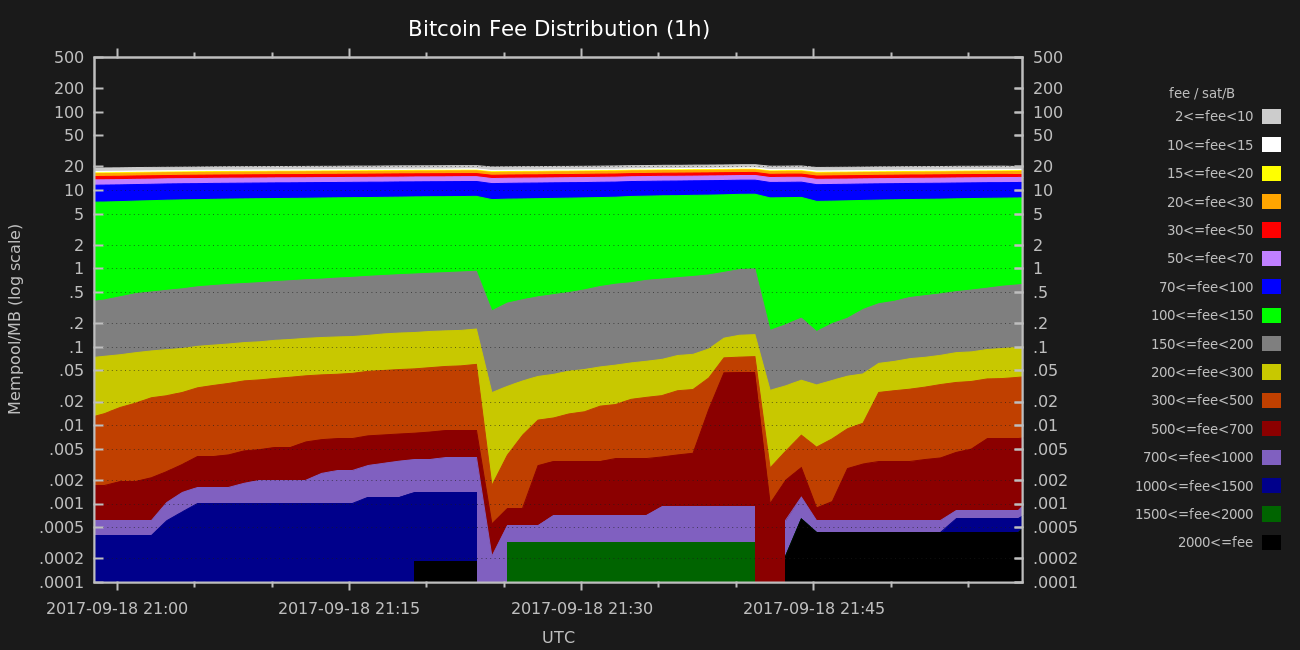 Bitcoin Fee Distribution (1h)
500 500
200 200
100 100
50 50
20 20
10 10
5 5
2 2
1 1
.5 .5
.2 .2
.1 .1
.05 .05
.02 .02
.01 .01
.005 .005
.002 .002
.001 .001
.0005 .0005
.0002 .0002
.0001 .0001
Mempool/MB (log scale)
2017-09-18 21:00 2017-09-18 21:15 2017-09-18 21:30 2017-09-18 21:45
UTC
fee / sat/B
2<=fee<10
10<=fee<15
15<=fee<20
20<=fee<30
30<=fee<50
50<=fee<70
70<=fee<100
100<=fee<150
150<=fee<200
200<=fee<300
300<=fee<500
500<=fee<700
700<=fee<1000
1000<=fee<1500
1500<=fee<2000
2000<=fee